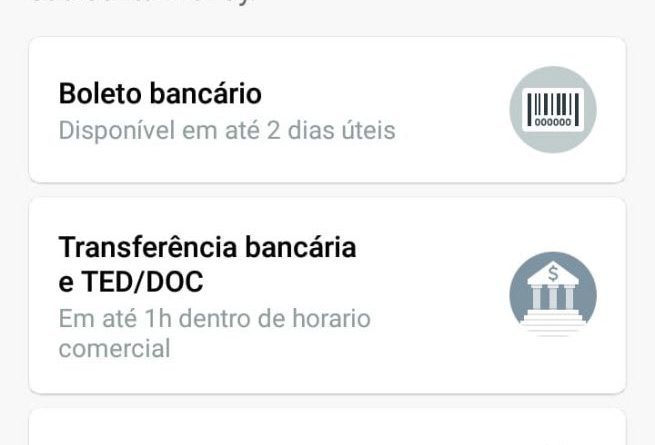 Boleto bancário
000000
Disponível em até 2 dias úteis
Transferência bancária
e TED/DOC
$
Em até 1h dentro de horario
comercial